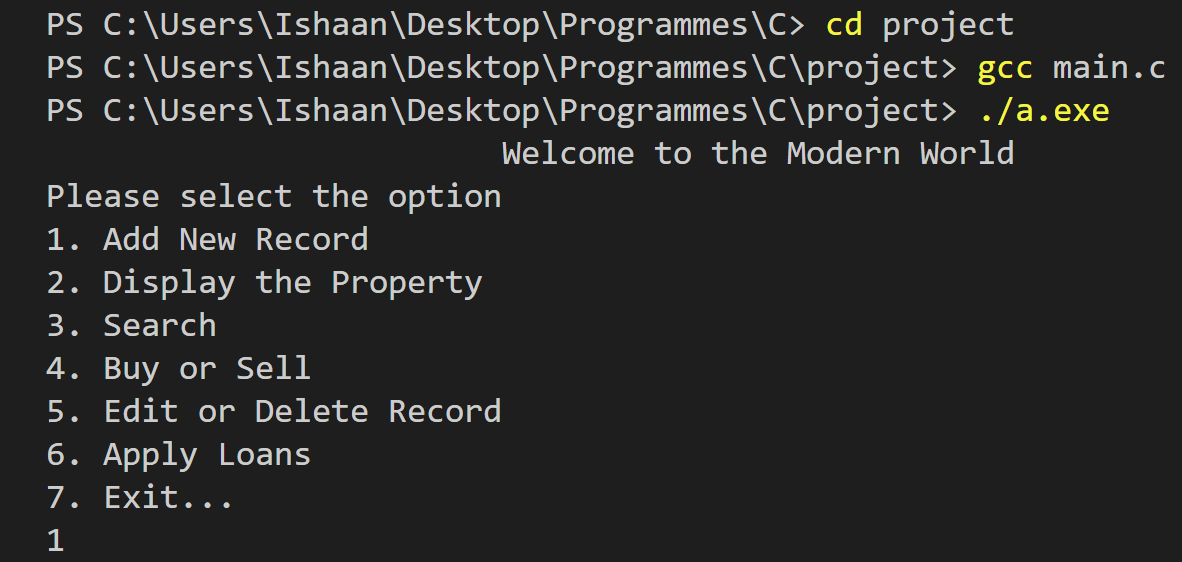 PS C:\Users\Ishaan\Desktop\Programmes\C> cd project
PS C:\Users\Ishaan\Desktop\Programmes\C\project> gcc main.c
PS C:\Users\Ishaan\Desktop\Programmes\C\project> ./a.exe
Welcome to the Modern World
Please select the option
1. Add New Record
2. Display the Property
3. Search
4. Buy or Sell
5. Edit or Delete Record
6. Apply Loans
7. Exit...
1